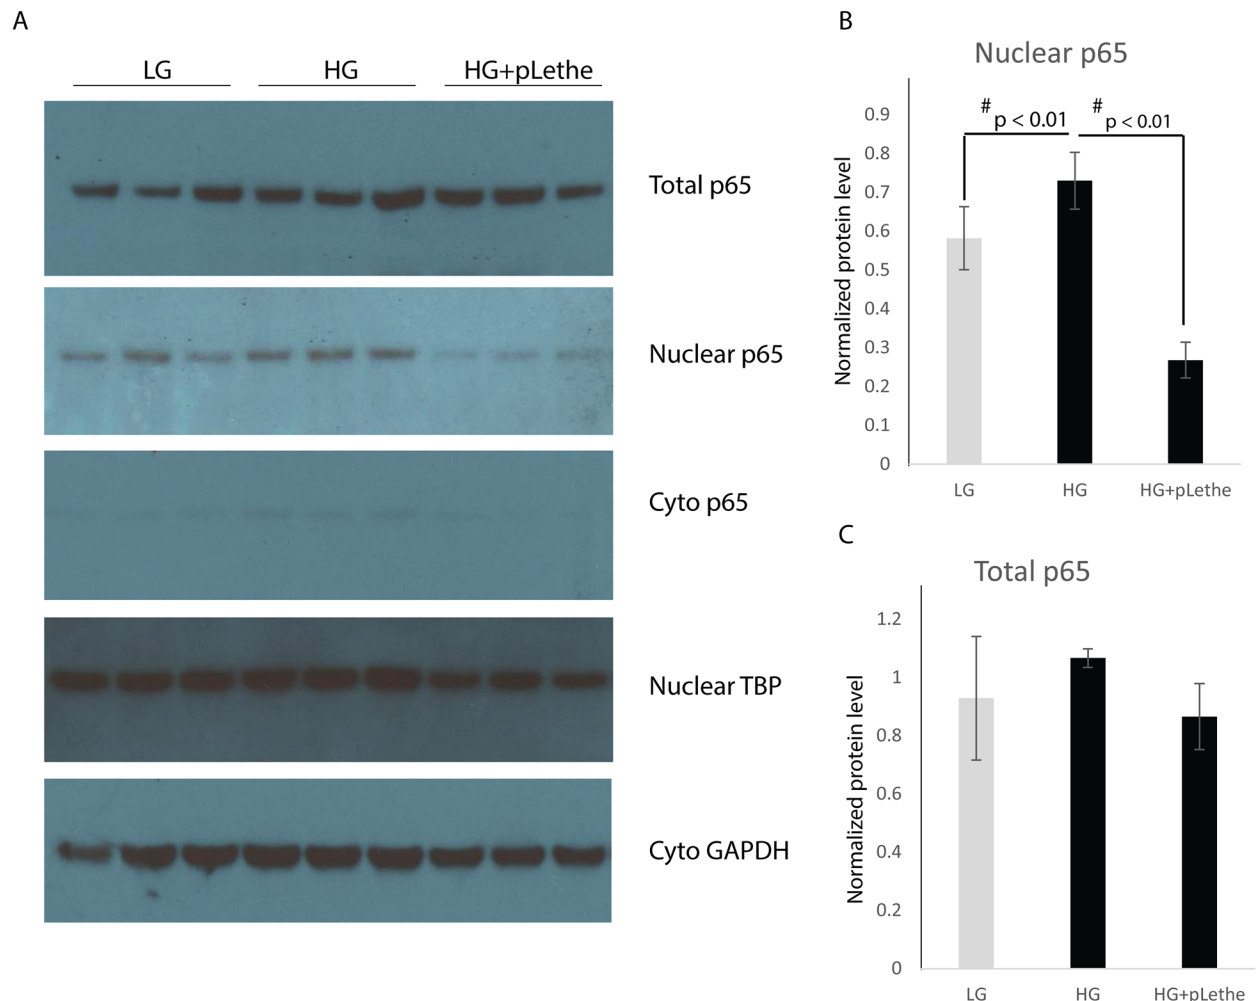 A
LG HG HG+pLethe
Total p65
Nuclear p65
Cyto p65
Nuclear TBP
Cyto GAPDH
B
Nuclear p65
Normalized protein level
0.9
0.8
0.7
0.6
0.5
0.4
0.3
0.2
0.1
0
# p < 0.01
# p < 0.01
LG HG HG+pLethe
C
Total p65
Normalized protein level
1.2
1
0.8
0.6
0.4
0.2
0
LG HG HG+pLethe